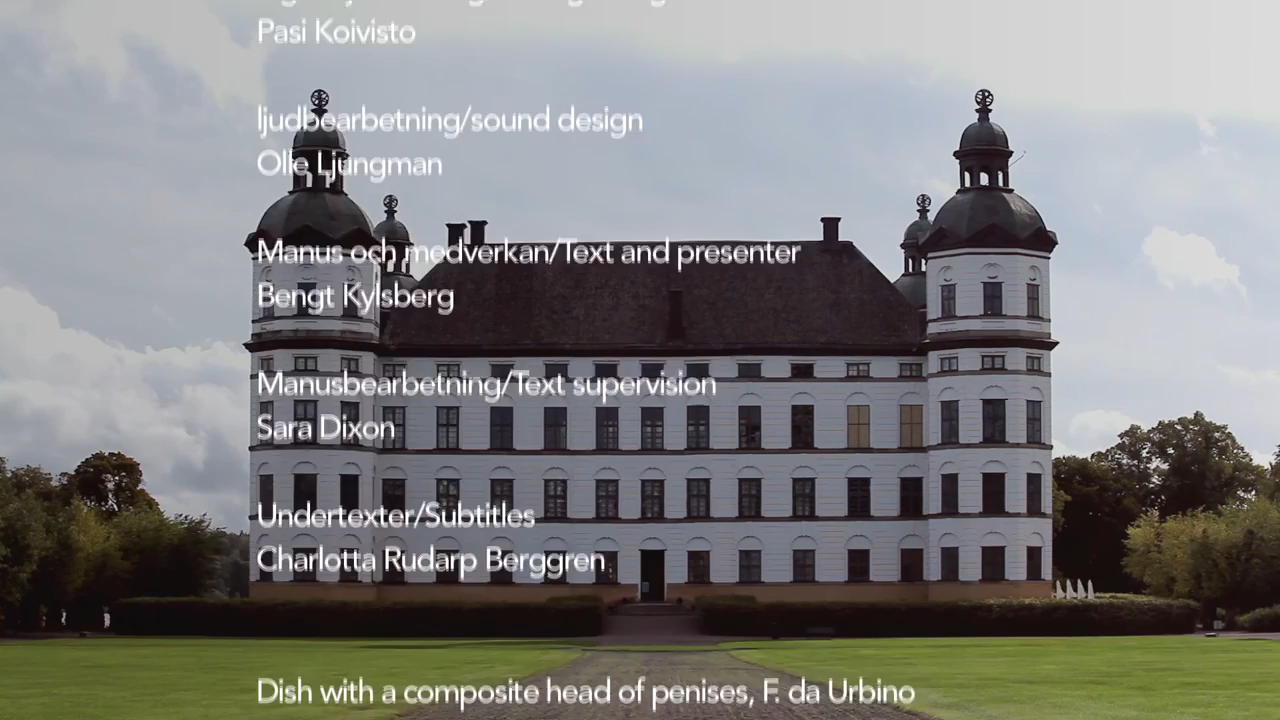 Pasi Koivisto
ljudbearbetning/sound design
Olle Ljungman
Manus och medverkan/Text and presenter
Bengt Kylsberg
Manusbearbetning/Text supervision
Sara Dixon
Undertexter/Subtitles
Charlotta Rudarp Berggren
Dish with a composite head of penises, F. da Urbino